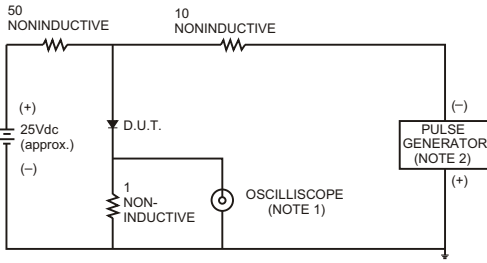 50
NONINDUCTIVE
10
NONINDUCTIVE
(+)
25Vdc
(approx.)
(–)
D.U.T.
1
NON-
INDUCTIVE
OSCILLISCOPE
(NOTE 1)
(–)
PULSE
GENERATOR
(NOTE 2)
(+)